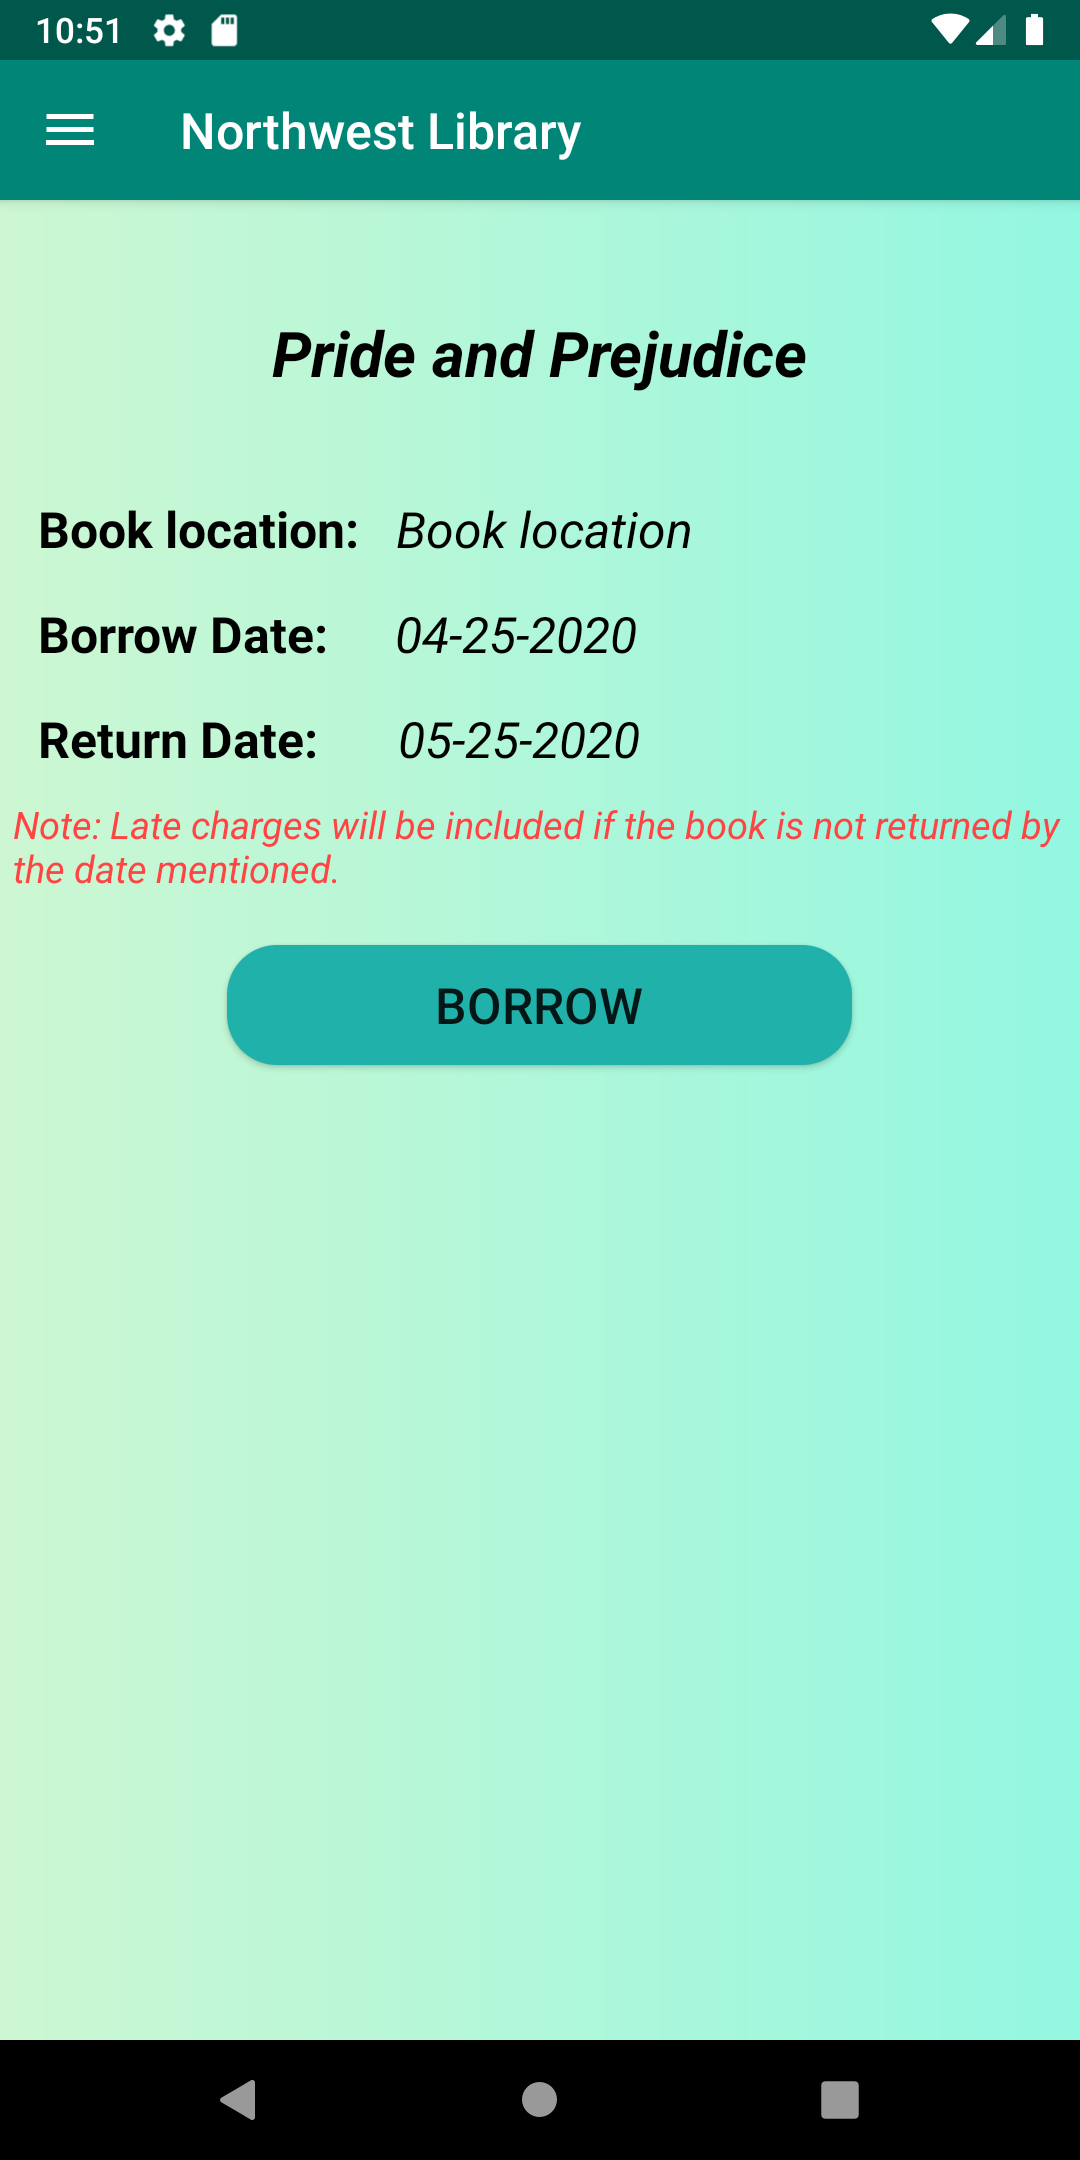 10:51
Northwest Library
Pride and Prejudice
Book location: Book location
Borrow Date: 04-25-2020
Return Date: 05-25-2020
Note: Late charges will be included if the book is not returned by
the date mentioned.
BORROW